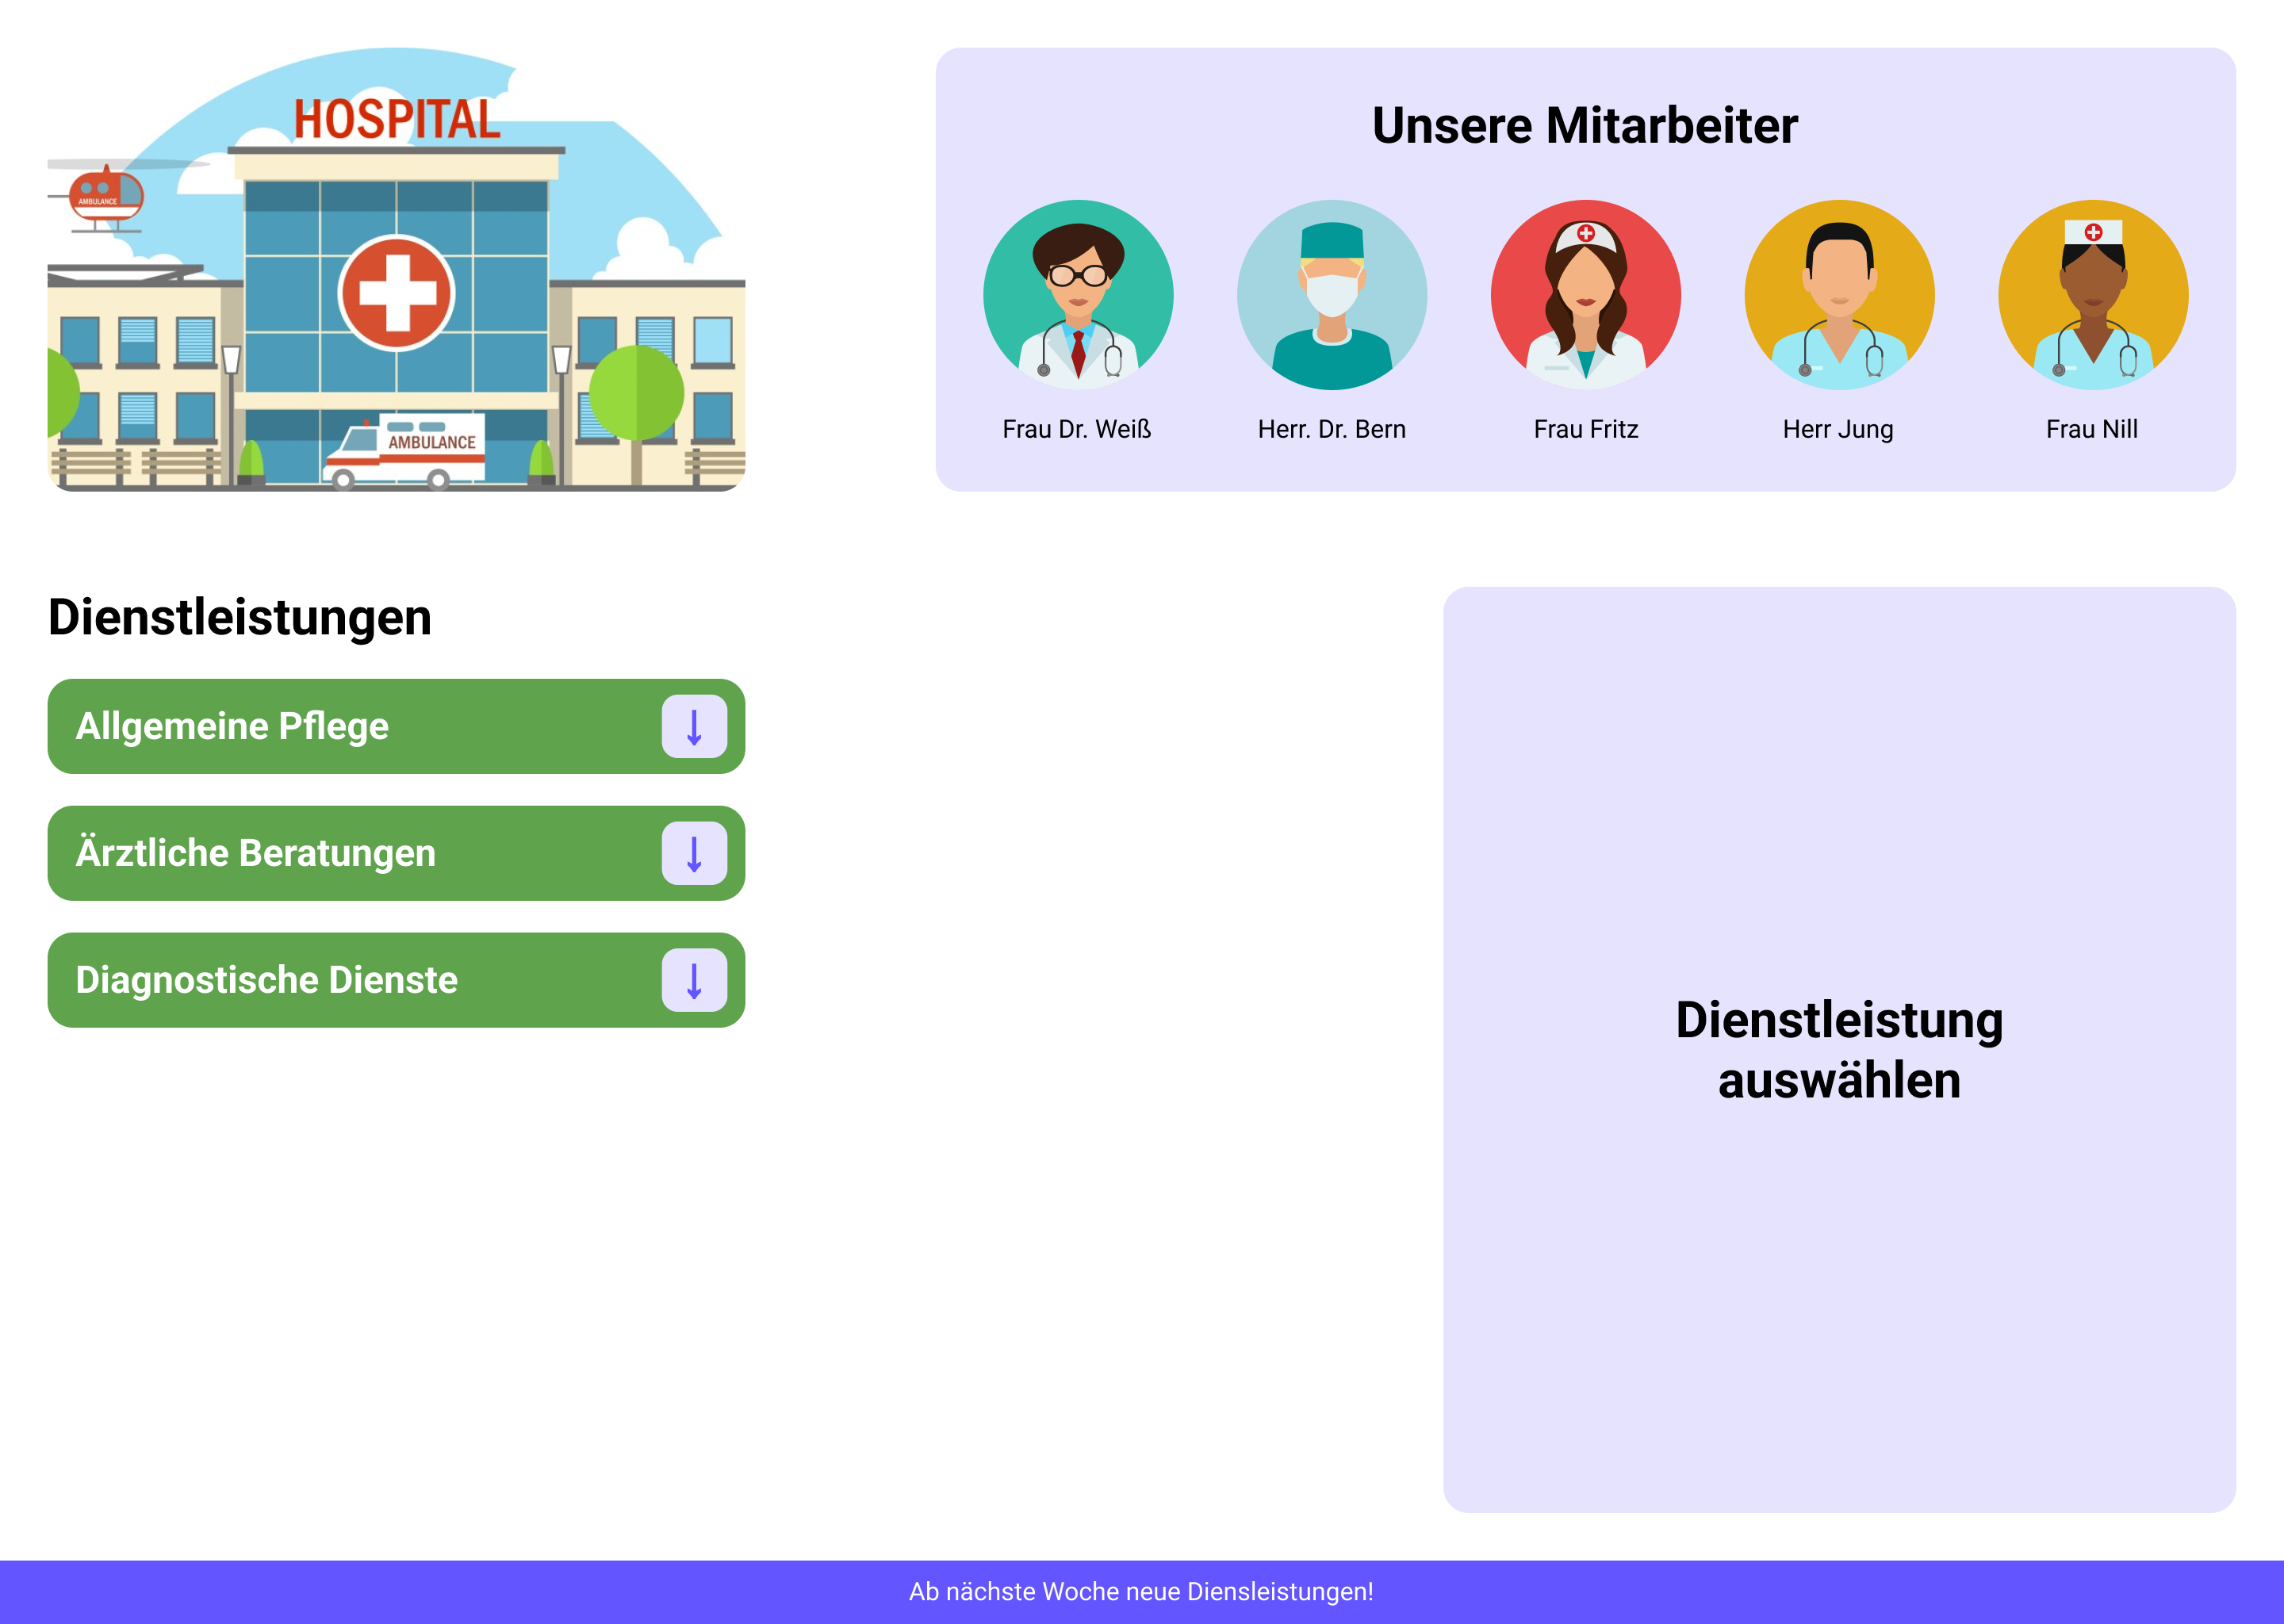 HOSPITAL
AMBULANCE
AMBULANCE
Unsere Mitarbeiter
Frau Dr. Weiß
Herr. Dr. Bern
Frau Fritz
Herr Jung
Frau Nill
Dienstleistungen
Allgemeine Pflege
Ärztliche Beratungen
Diagnostische Dienste
Dienstleistung
auswählen
Ab nächste Woche neue Diensleistungen!